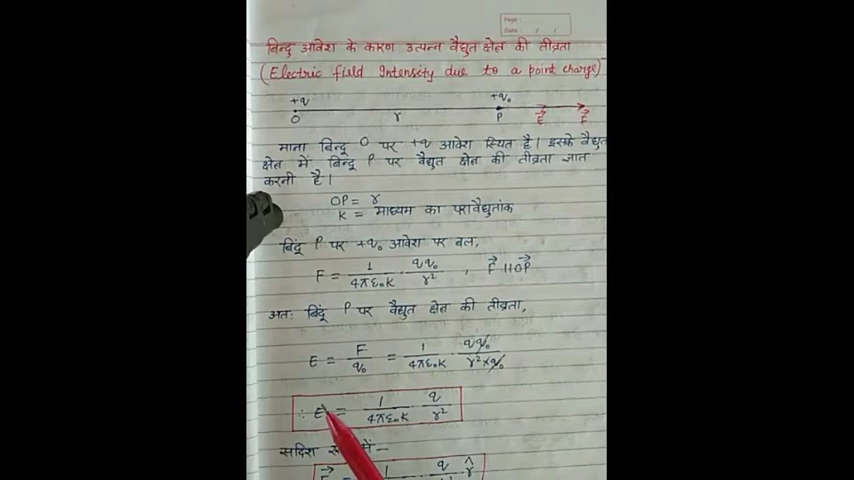 Page :
Date : / /
बिन्दु आवेश के कारण उत्पन्न वैद्युत क्षेत्र की तीव्रता
(Electric field Intensity due to a point charge)
+q +q₀
O r P E⃗ F⃗
माना बिन्दू O पर +q आवेश स्थित है। इसके वैद्युत
क्षेत्र में बिन्दू P पर वैद्युत क्षेत्र की तीव्रता ज्ञात
करनी है।
OP = r
K = माध्यम का परावैद्युतांक
बिंदू P पर +q₀ आवेश पर बल,
F = 1/4πε₀K · qq₀/r² , F⃗ || OP⃗
अतः बिंदू P पर वैद्युत क्षेत्र की तीव्रता,
E = F/q₀ = 1/4πε₀K · qq₀/r²×q₀
∴ E = 1/4πε₀K · q/r²
सदिश में —